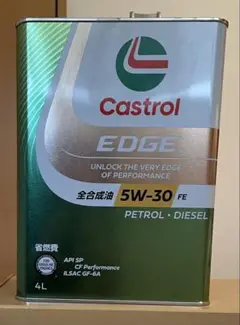 Castrol
EDGE
UNLOCK THE VERY EDGE
OF PERFORMANCE
全合成油 5W-30 FE
PETROL・DIESEL
省燃費
API SP
CF Performance
ILSAC GF-6A
4L